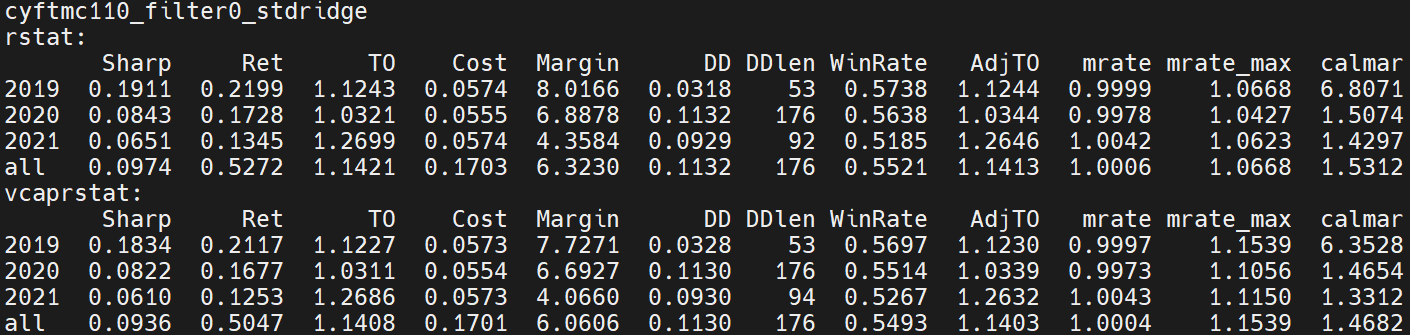 cyftmc110_filter0_stdridge
rstat:
Sharp Ret TO Cost Margin DD DDlen WinRate AdjTO mrate mrate_max calmar
2019 0.1911 0.2199 1.1243 0.0574 8.0166 0.0318 53 0.5738 1.1244 0.9999 1.0668 6.8071
2020 0.0843 0.1728 1.0321 0.0555 6.8878 0.1132 176 0.5638 1.0344 0.9978 1.0427 1.5074
2021 0.0651 0.1345 1.2699 0.0574 4.3584 0.0929 92 0.5185 1.2646 1.0042 1.0623 1.4297
all 0.0974 0.5272 1.1421 0.1703 6.3230 0.1132 176 0.5521 1.1413 1.0006 1.0668 1.5312
vcaprstat:
Sharp Ret TO Cost Margin DD DDlen WinRate AdjTO mrate mrate_max calmar
2019 0.1834 0.2117 1.1227 0.0573 7.7271 0.0328 53 0.5697 1.1230 0.9997 1.1539 6.3528
2020 0.0822 0.1677 1.0311 0.0554 6.6927 0.1130 176 0.5514 1.0339 0.9973 1.1056 1.4654
2021 0.0610 0.1253 1.2686 0.0573 4.0660 0.0930 94 0.5267 1.2632 1.0043 1.1150 1.3312
all 0.0936 0.5047 1.1408 0.1701 6.0606 0.1130 176 0.5493 1.1403 1.0004 1.1539 1.4682